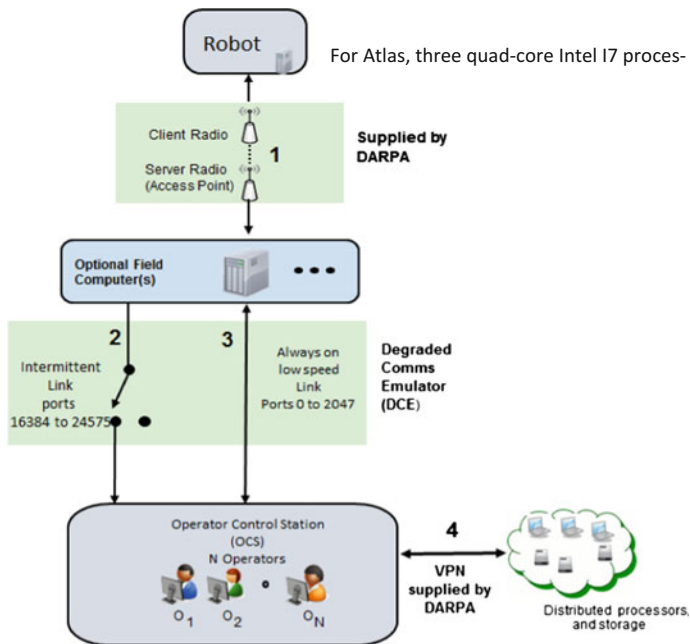 Robot
For Atlas, three quad-core Intel I7 proces-
Client Radio
1
Server Radio
(Access Point)
Supplied by
DARPA
Optional Field
Computer(s)
2
3
Intermittent
Link
ports
16384 to 24575
Always on
low speed
Link
Ports 0 to 2047
Degraded
Comms
Emulator
(DCE)
Operator Control Station
(OCS)
N Operators
O1
O2
ON
4
VPN
supplied by
DARPA
Distributed processors,
and storage